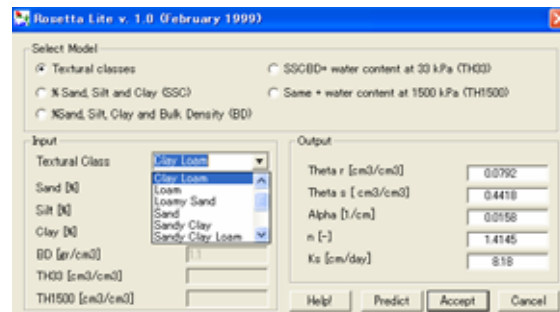 Rosetta Lite v. 1.0 (February 1999)
Select Model
Textural classes
SSCBD+ water content at 33 kPa (TH33)
% Sand, Silt and Clay (SSC)
Same + water content at 1500 kPa (TH1500)
%Sand, Silt, Clay and Bulk Density (BD)
Input
Output
Textural Class
Clay Loam
Clay Loam
Loam
Loamy Sand
Sand
Sandy Clay
Sandy Clay Loam
Sand [%]
Silt [%]
Clay [%]
BD [gr/cm3]
1.1
TH33 [cm3/cm3]
TH1500 [cm3/cm3]
Theta r [cm3/cm3]
0.0792
Theta s [ cm3/cm3]
0.4418
Alpha [1/cm]
0.0158
n [-]
1.4145
Ks [cm/day]
8.18
Help!
Predict
Accept
Cancel